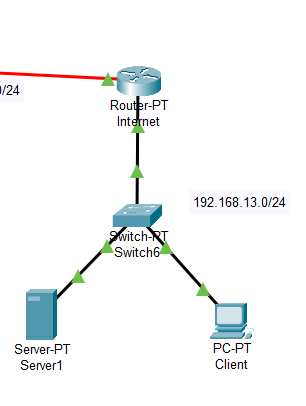 0/24
Router-PT
Internet
192.168.13.0/24
Switch-PT
Switch6
Server-PT
Server1
PC-PT
Client